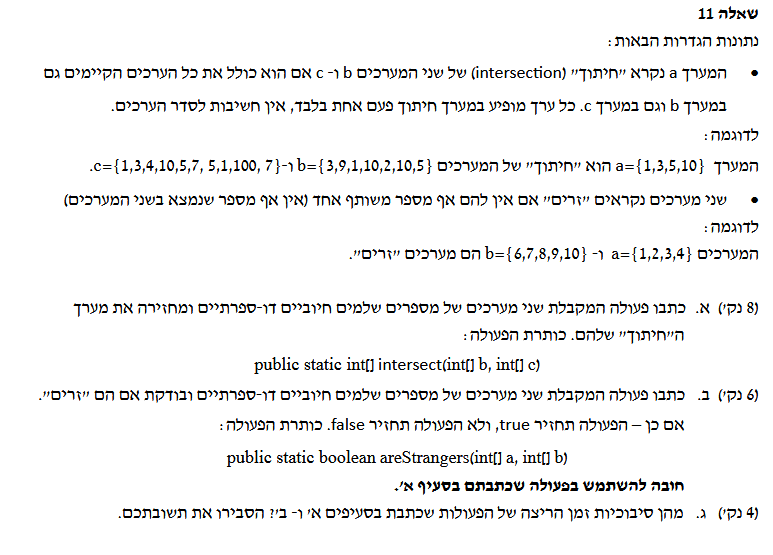 שאלה 11
נתונות הגדרות הבאות:
• המערך a נקרא "חיתוך" (intersection) של שני המערכים b ו- c אם הוא כולל את כל הערכים הקיימים גם
במערך b וגם במערך c. כל ערך מופיע במערך חיתוך פעם אחת בלבד, אין חשיבות לסדר הערכים.
לדוגמה:
המערך a={1,3,5,10} הוא "חיתוך" של המערכים b={3,9,1,10,2,10,5} ו-c={1,3,4,10,5,7, 5,1,100, 7}.
• שני מערכים נקראים "זרים" אם אין להם אף מספר משותף אחד (אין אף מספר שנמצא בשני המערכים)
לדוגמה:
המערכים a={1,2,3,4} ו- b={6,7,8,9,10} הם מערכים "זרים".
(8 נק') א. כתבו פעולה המקבלת שני מערכים של מספרים שלמים חיוביים דו-ספרתיים ומחזירה את מערך
ה"חיתוך" שלהם. כותרת הפעולה:
public static int[] intersect(int[] b, int[] c)
(6 נק') ב. כתבו פעולה המקבלת שני מערכים של מספרים שלמים חיוביים דו-ספרתיים ובודקת אם הם "זרים".
אם כן – הפעולה תחזיר true, ולא הפעולה תחזיר false. כותרת הפעולה:
public static boolean areStrangers(int[] a, int[] b)
חובה להשתמש בפעולה שכתבתם בסעיף א'.
(4 נק') ג. מהן סיבוכיות זמן הריצה של הפעולות שכתבת בסעיפים א' ו- ב'? הסבירו את תשובתכם.